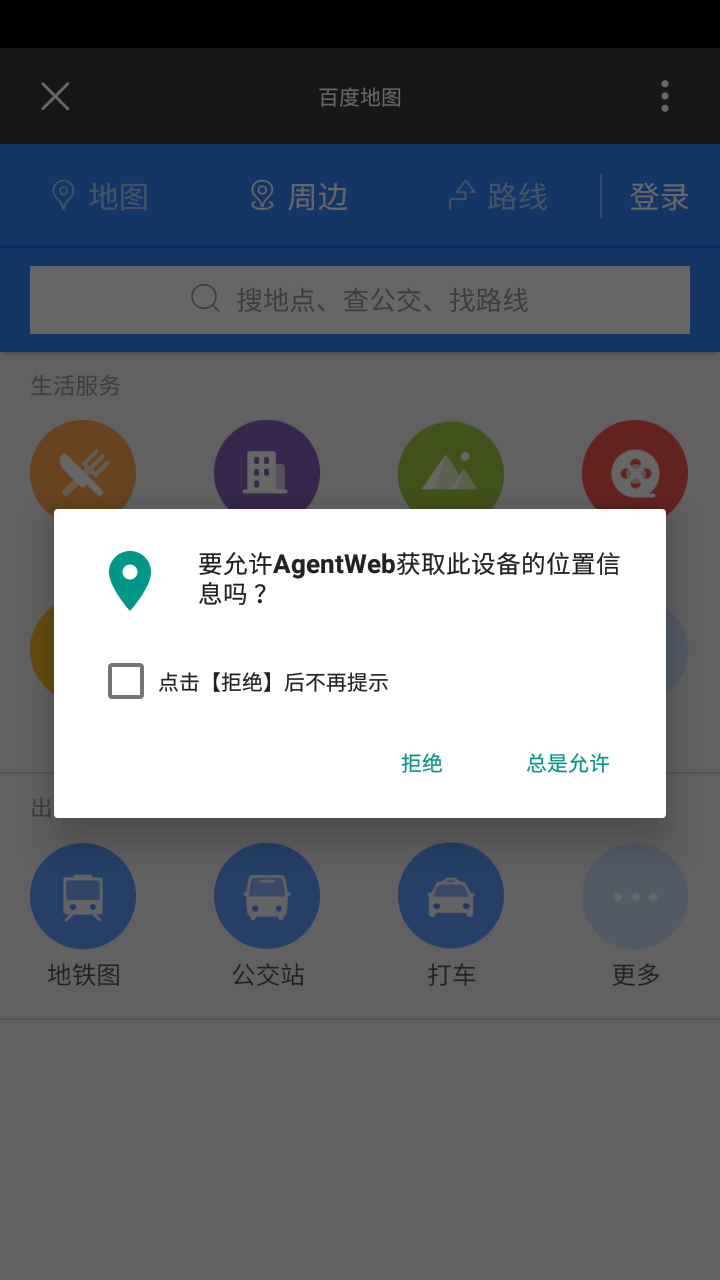 百度地图
地图
周边
路线
登录
搜地点、查公交、找路线
生活服务
要允许AgentWeb获取此设备的位置信
息吗？
点击【拒绝】后不再提示
拒绝
总是允许
出
地铁图
公交站
打车
更多